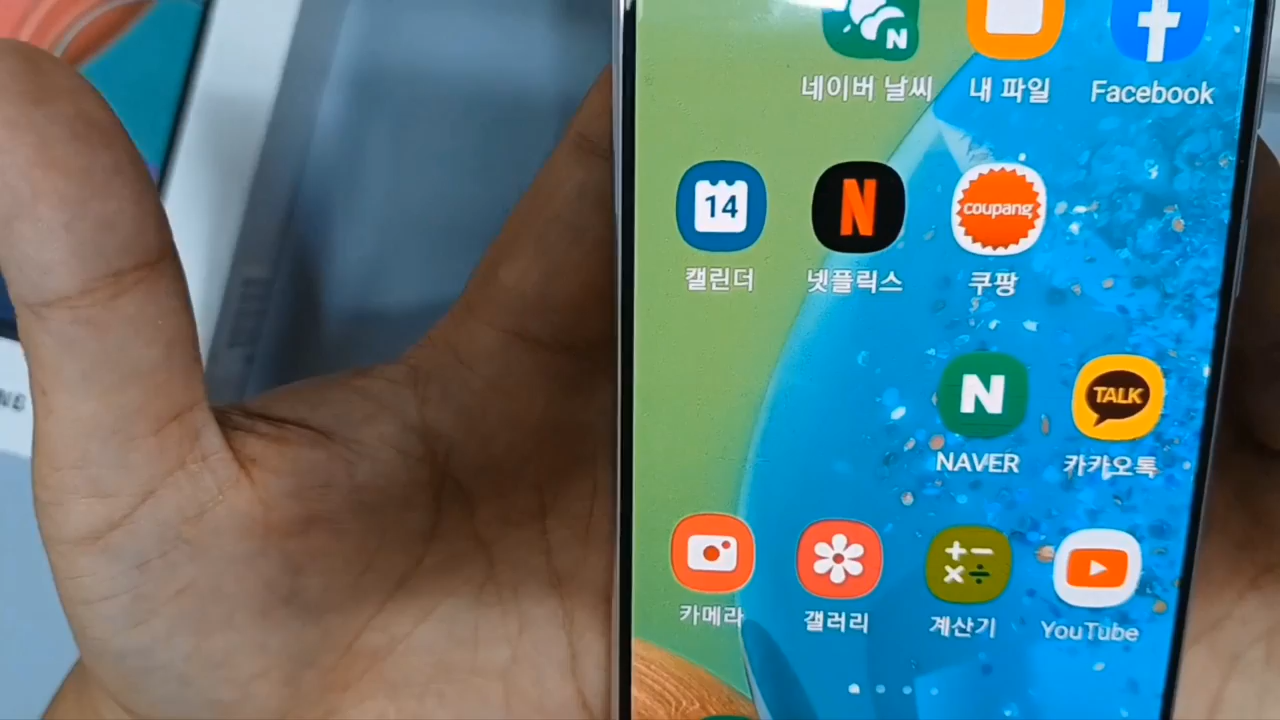 N
네이버 날씨
내 파일
Facebook
14
N
coupang
캘린더
넷플릭스
쿠팡
N
TALK
NAVER
카카오톡
카메라
갤러리
계산기
YouTube